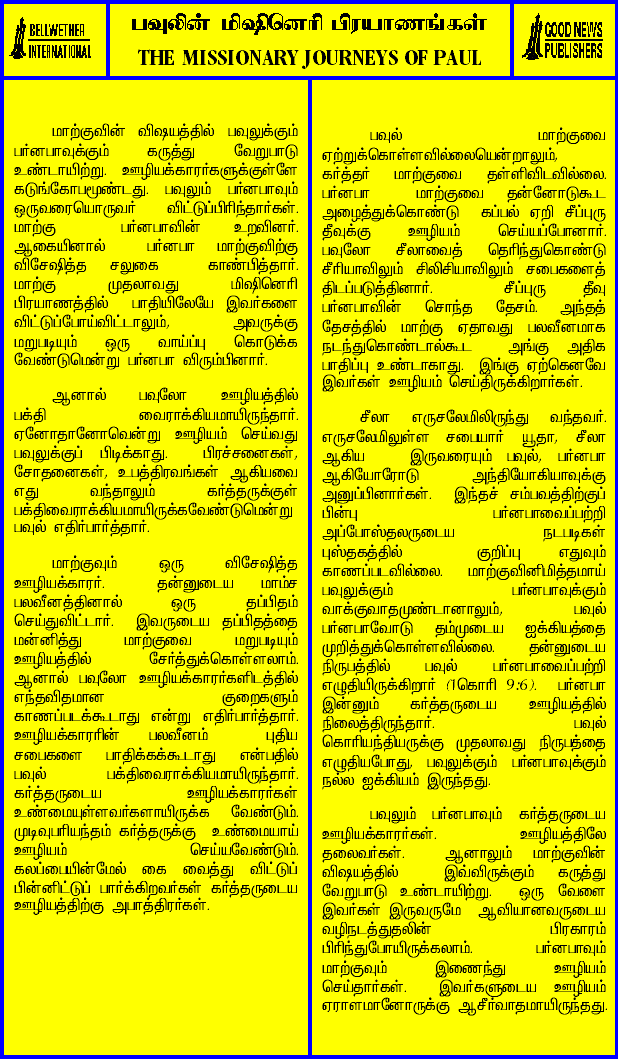 BELLWETHER
INTERNATIONAL
பவுலின் மிஷினெரி பிரயாணங்கள்
THE MISSIONARY JOURNEYS OF PAUL
GOOD NEWS
PUBLISHERS
மாற்குவின் விஷயத்தில் பவுலுக்கும்
பர்னபாவுக்கும் கருத்து வேறுபாடு
உண்டாயிற்று. ஊழியக்காரர்களுக்குள்ளே
கடுங்கோபமூண்டது. பவுலும் பர்னபாவும்
ஒருவரையொருவர் விட்டுப்பிரிந்தார்கள்.
மாற்கு பர்னபாவின் உறவினர்.
ஆகையினால் பர்னபா மாற்குவிற்கு
விசேஷித்த சலுகை காண்பித்தார்.
மாற்கு முதலாவது மிஷினெரி
பிரயாணத்தில் பாதியிலேயே இவர்களை
விட்டுப்போய்விட்டாலும், அவருக்கு
மறுபடியும் ஒரு வாய்ப்பு கொடுக்க
வேண்டுமென்று பர்னபா விரும்பினார்.
ஆனால் பவுலோ ஊழியத்தில்
பக்தி வைராக்கியமாயிருந்தார்.
ஏனோதானோவென்று ஊழியம் செய்வது
பவுலுக்குப் பிடிக்காது. பிரச்சனைகள்,
சோதனைகள், உபத்திரவங்கள் ஆகியவை
எது வந்தாலும் கர்த்தருக்குள்
பக்திவைராக்கியமாயிருக்கவேண்டுமென்று
பவுல் எதிர்பார்த்தார்.
மாற்குவும் ஒரு விசேஷித்த
ஊழியக்காரர். தன்னுடைய மாம்ச
பலவீனத்தினால் ஒரு தப்பிதம்
செய்துவிட்டார். இவருடைய தப்பிதத்தை
மன்னித்து மாற்குவை மறுபடியும்
ஊழியத்தில் சேர்த்துக்கொள்ளலாம்.
ஆனால் பவுலோ ஊழியக்காரர்களிடத்தில்
எந்தவிதமான குறைகளும்
காணப்படக்கூடாது என்று எதிர்பார்த்தார்.
ஊழியக்காரரின் பலவீனம் புதிய
சபைகளை பாதிக்கக்கூடாது என்பதில்
பவுல் பக்திவைராக்கியமாயிருந்தார்.
கர்த்தருடைய ஊழியக்காரர்கள்
உண்மையுள்ளவர்களாயிருக்க வேண்டும்.
முடிவுபரியந்தம் கர்த்தருக்கு உண்மையாய்
ஊழியம் செய்யவேண்டும்.
கலப்பையின்மேல் கை வைத்து விட்டுப்
பின்னிட்டுப் பார்க்கிறவர்கள் கர்த்தருடைய
ஊழியத்திற்கு அபாத்திரர்கள்.
பவுல் மாற்குவை
ஏற்றுக்கொள்ளவில்லையென்றாலும்,
கர்த்தர் மாற்குவை தள்ளிவிடவில்லை.
பர்னபா மாற்குவை தன்னோடுகூட
அழைத்துக்கொண்டு கப்பல் ஏறி சீப்புரு
தீவுக்கு ஊழியம் செய்யப்போனார்.
பவுலோ சீலாவைத் தெரிந்துகொண்டு
சீரியாவிலும் சிலிசியாவிலும் சபைகளைத்
திடப்படுத்தினார். சீப்புரு தீவு
பர்னபாவின் சொந்த தேசம். அந்தத்
தேசத்தில் மாற்கு ஏதாவது பலவீனமாக
நடந்துகொண்டால்கூட அங்கு அதிக
பாதிப்பு உண்டாகாது. இங்கு ஏற்கெனவே
இவர்கள் ஊழியம் செய்திருக்கிறார்கள்.
சீலா எருசலேமிலிருந்து வந்தவர்.
எருசலேமிலுள்ள சபையார் யூதா, சீலா
ஆகிய இருவரையும் பவுல், பர்னபா
ஆகியோரோடு அந்தியோகியாவுக்கு
அனுப்பினார்கள். இந்தச் சம்பவத்திற்குப்
பின்பு பர்னபாவைப்பற்றி
அப்போஸ்தலருடைய நடபடிகள்
புஸ்தகத்தில் குறிப்பு எதுவும்
காணப்படவில்லை. மாற்குவினிமித்தமாய்
பவுலுக்கும் பர்னபாவுக்கும்
வாக்குவாதமுண்டானாலும், பவுல்
பர்னபாவோடு தம்முடைய ஐக்கியத்தை
முறித்துக்கொள்ளவில்லை. தன்னுடைய
நிருபத்தில் பவுல் பர்னபாவைப்பற்றி
எழுதியிருக்கிறார் (1கொரி 9:6). பர்னபா
இன்னும் கர்த்தருடைய ஊழியத்தில்
நிலைத்திருந்தார். பவுல்
கொரிந்தியருக்கு முதலாவது நிருபத்தை
எழுதியபோது, பவுலுக்கும் பர்னபாவுக்கும்
நல்ல ஐக்கியம் இருந்தது.
பவுலும் பர்னபாவும் கர்த்தருடைய
ஊழியக்காரர்கள். ஊழியத்திலே
தலைவர்கள். ஆனாலும் மாற்குவின்
விஷயத்தில் இவ்விருக்கும் கருத்து
வேறுபாடு உண்டாயிற்று. ஒரு வேளை
இவர்கள் இருவருமே ஆவியானவருடைய
வழிநடத்துதலின் பிரகாரம்
பிரிந்துபோயிருக்கலாம். பர்னபாவும்
மாற்குவும் இணைந்து ஊழியம்
செய்தார்கள். இவர்களுடைய ஊழியம்
ஏராளமானோருக்கு ஆசீர்வாதமாயிருந்தது.